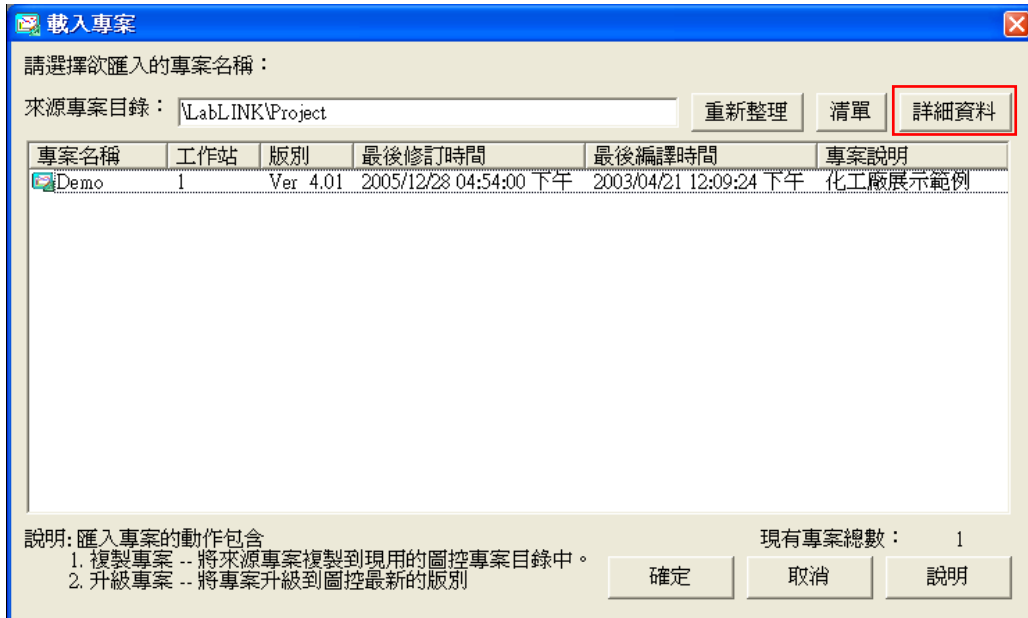 載入專案
請選擇欲匯入的專案名稱：
來源專案目錄： \LabLINK\Project 重新整理 清單 詳細資料
專案名稱 工作站 版別 最後修訂時間 最後編譯時間 專案說明
Demo 1 Ver 4.01 2005/12/28 04:54:00 下午 2003/04/21 12:09:24 下午 化工廠展示範例
說明: 匯入專案的動作包含 現有專案總數： 1
1. 複製專案 -- 將來源專案複製到現用的圖控專案目錄中。
2. 升級專案 -- 將專案升級到圖控最新的版別
確定 取消 說明